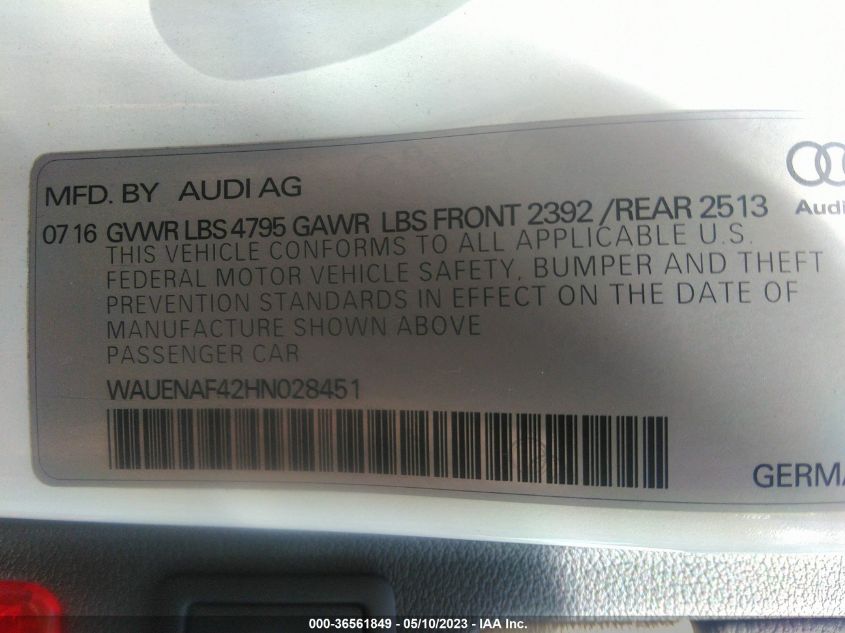 MFD. BY AUDI AG
07 16 GVWR LBS 4795 GAWR LBS FRONT 2392 /REAR 2513
Audi
THIS VEHICLE CONFORMS TO ALL APPLICABLE U.S.
FEDERAL MOTOR VEHICLE SAFETY, BUMPER AND THEFT
PREVENTION STANDARDS IN EFFECT ON THE DATE OF
MANUFACTURE SHOWN ABOVE
PASSENGER CAR
WAUENAF42HN028451
GERMA
000-36561849 — 05/10/2023 — IAA Inc.